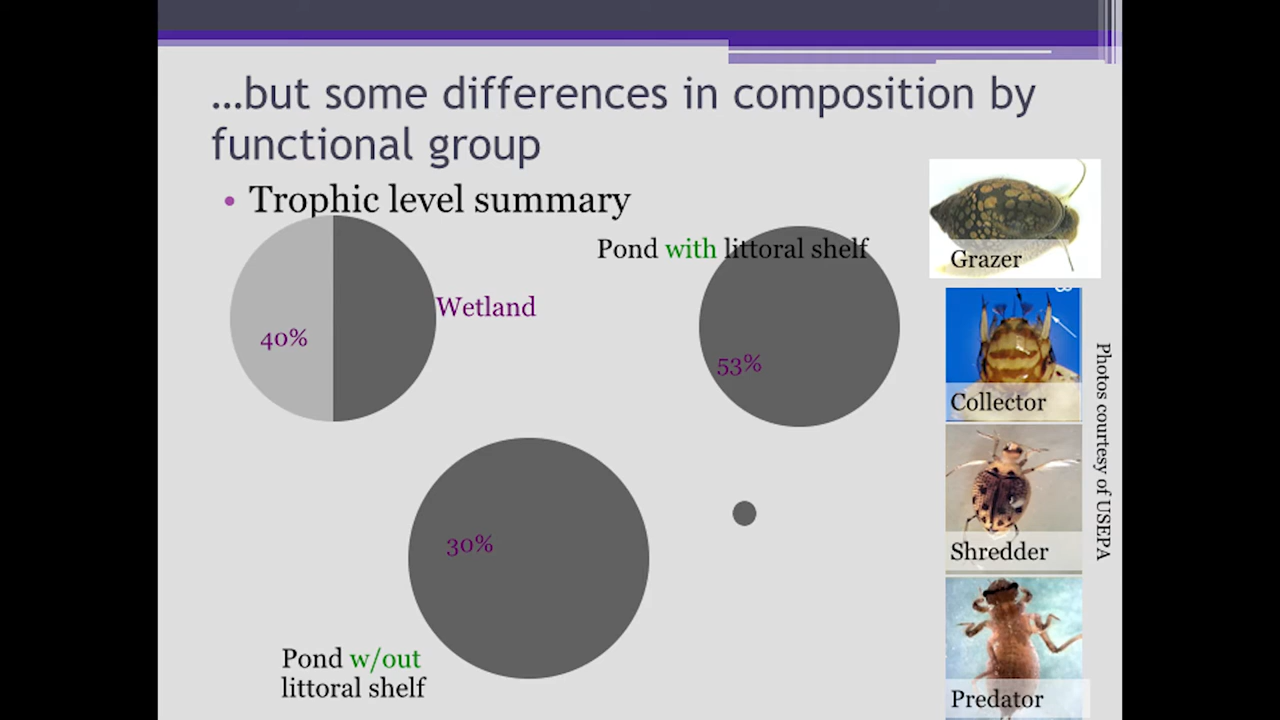 …but some differences in composition by
functional group
• Trophic level summary
Pond with littoral shelf
Wetland
40%
53%
30%
Pond w/out
littoral shelf
Grazer
Collector
Shredder
Predator
Photos courtesy of USEPA